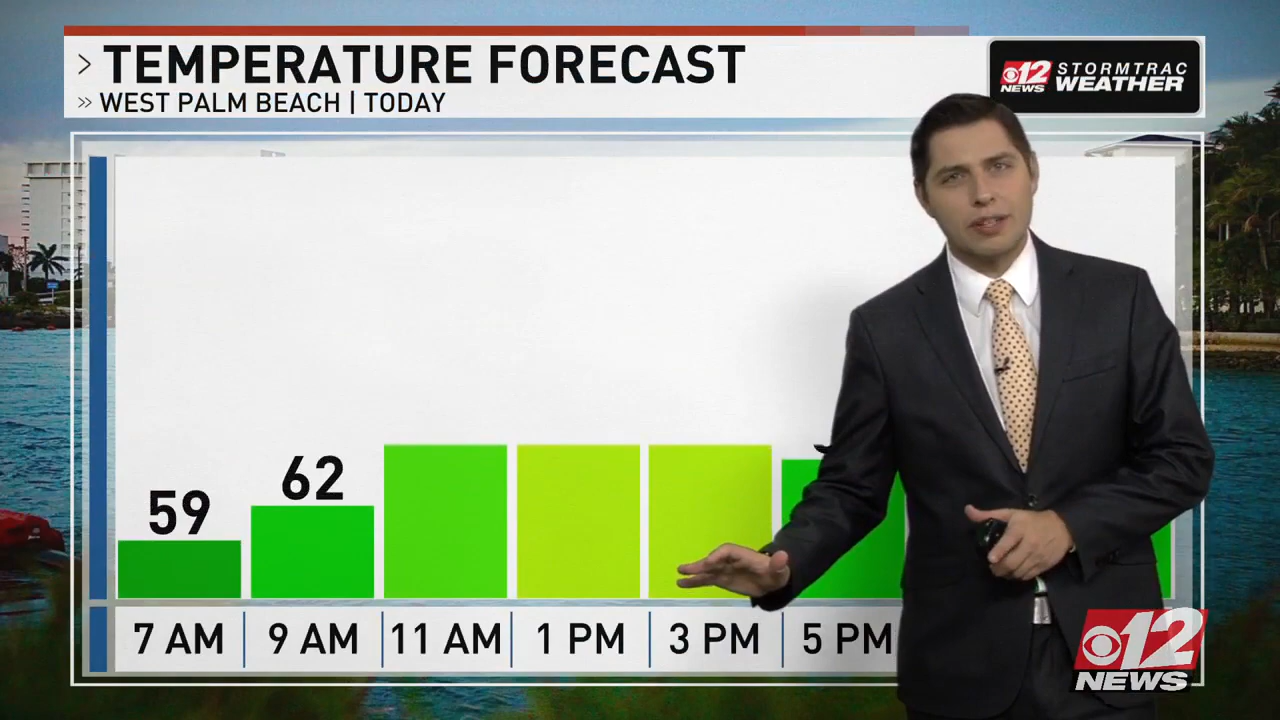 > TEMPERATURE FORECAST
» WEST PALM BEACH | TODAY
12 NEWS
STORMTRAC
WEATHER
59
62
7 AM
9 AM
11 AM
1 PM
3 PM
5 PM
12
NEWS